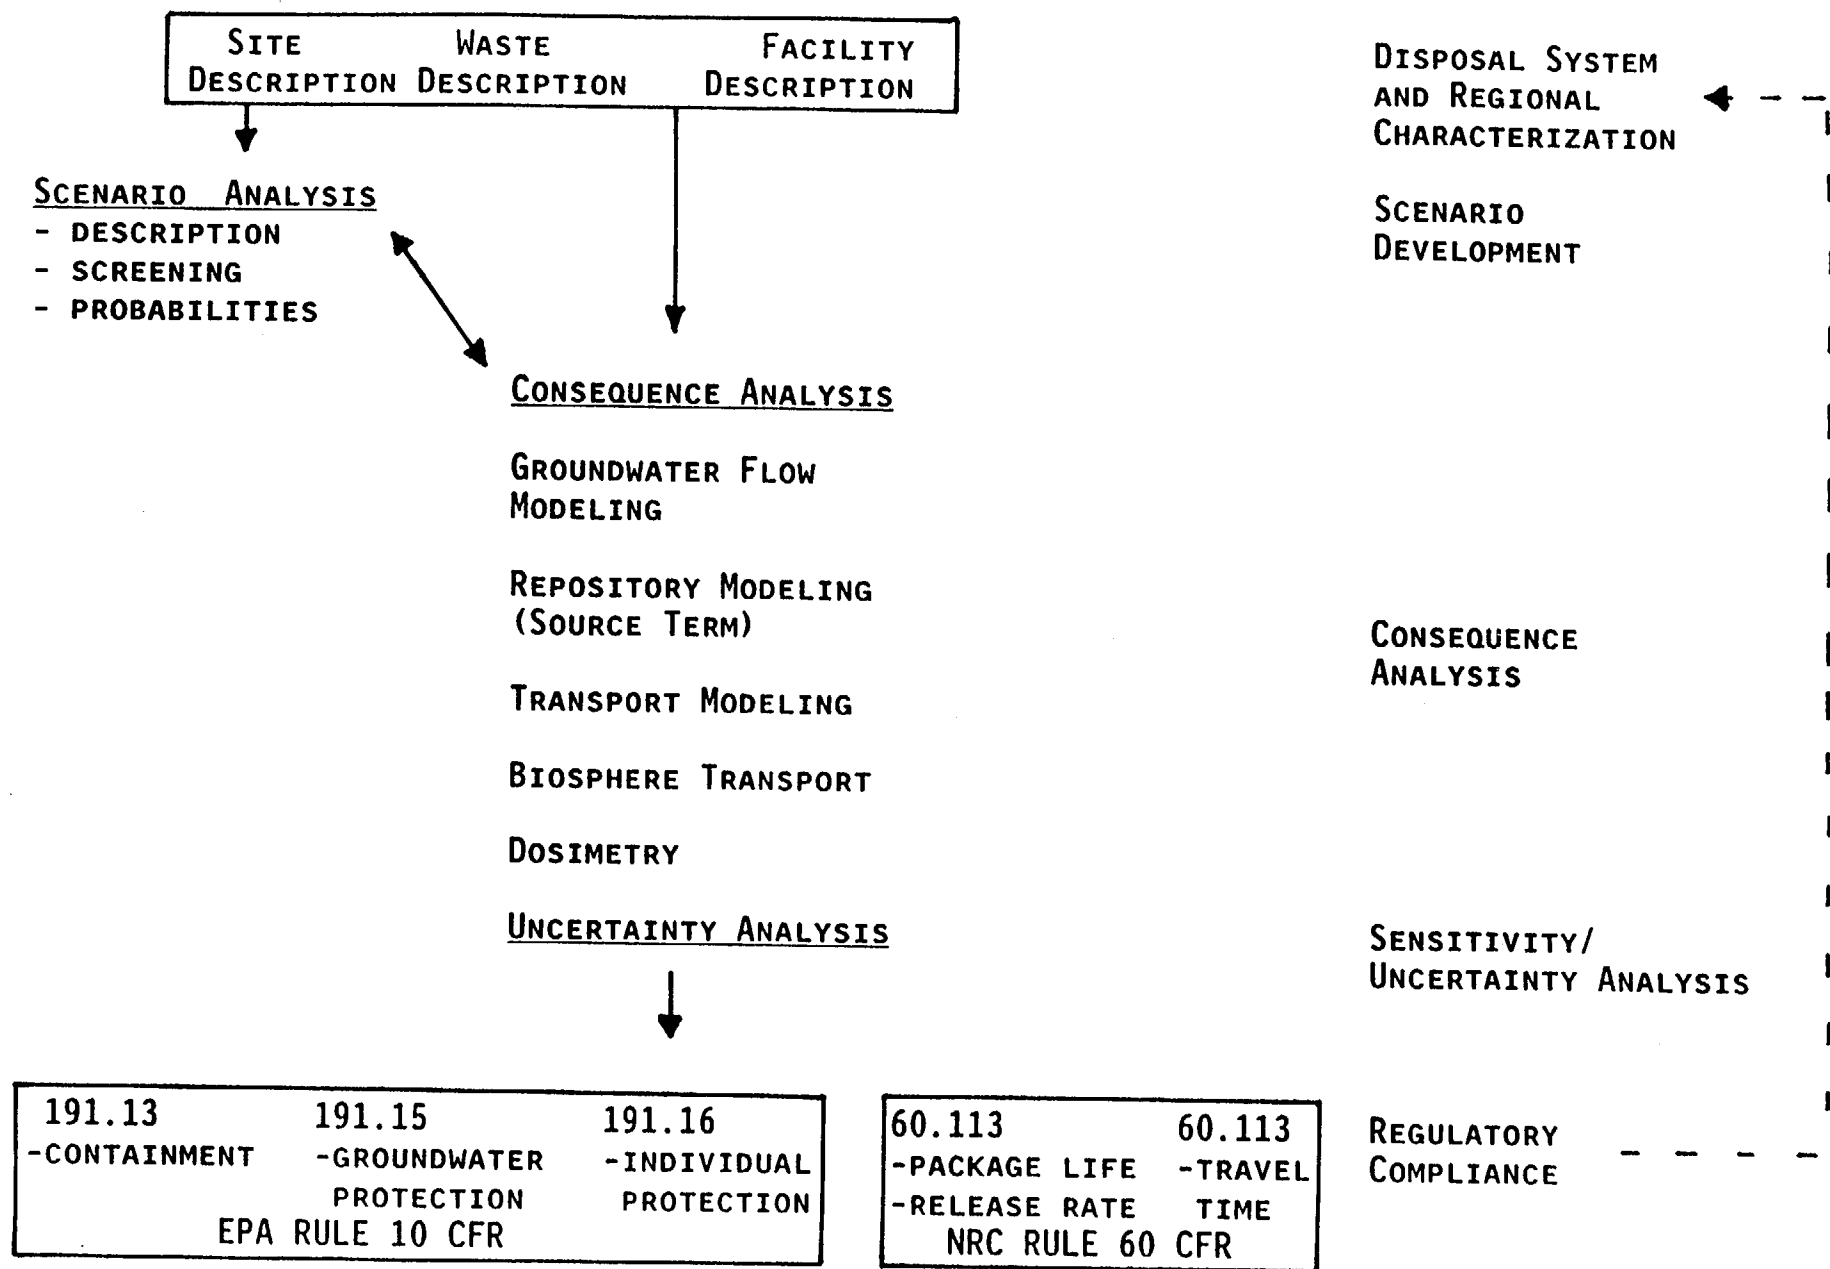 SITE WASTE FACILITY
DESCRIPTION DESCRIPTION DESCRIPTION
SCENARIO ANALYSIS
- DESCRIPTION
- SCREENING
- PROBABILITIES
CONSEQUENCE ANALYSIS
GROUNDWATER FLOW
MODELING
REPOSITORY MODELING
(SOURCE TERM)
TRANSPORT MODELING
BIOSPHERE TRANSPORT
DOSIMETRY
UNCERTAINTY ANALYSIS
191.13 191.15 191.16
-CONTAINMENT -GROUNDWATER -INDIVIDUAL
PROTECTION PROTECTION
EPA RULE 10 CFR
60.113 60.113
-PACKAGE LIFE -TRAVEL
-RELEASE RATE TIME
NRC RULE 60 CFR
DISPOSAL SYSTEM
AND REGIONAL
CHARACTERIZATION
SCENARIO
DEVELOPMENT
CONSEQUENCE
ANALYSIS
SENSITIVITY/
UNCERTAINTY ANALYSIS
REGULATORY
COMPLIANCE